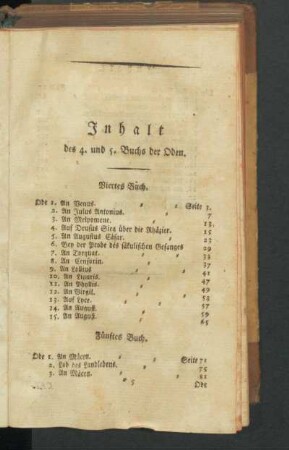 Inhalt
des 4. und 5. Buchs der Oden.
Viertes Buch.
Ode 1. An Venus. Seite 3.
2. An Julus Antonius. 7
3. An Melpomene. 13
4. Auf Drusus Sieg über die Rhäzier. 15
5. An Augustus Cäsar. 23
6. Bey der Probe des säkulischen Gesanges 29
7. An Torquat. 33
8. An Censorin. 37
9. An Lollius 41
10. An Ligurin. 47
11. An Phyllis. 49
12. An Virgil. 53
13. Auf Lyce. 57
14. An August. 59
15. An August. 65
Fünftes Buch.
Ode 1. An Mäcen. Seite 71
2. Lob des Landlebens. 75
3. An Mäcen. 81
Ode